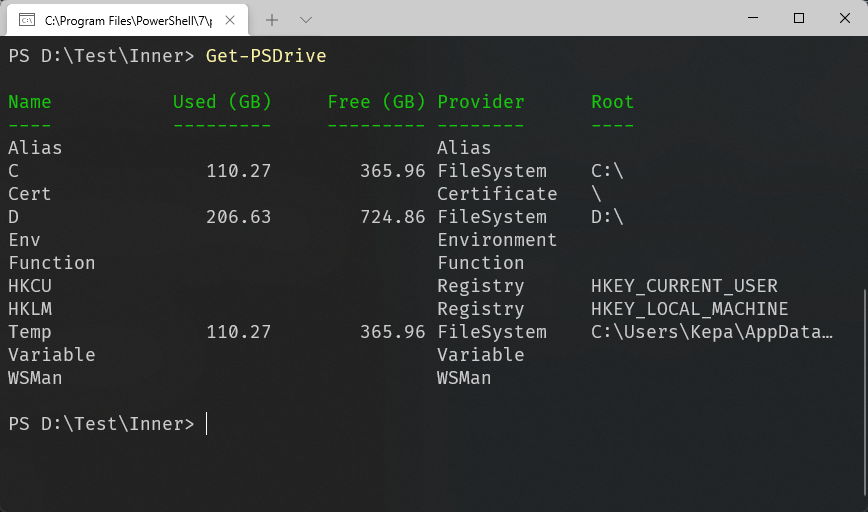 C:\Program Files\PowerShell\7\p
PS D:\Test\Inner> Get-PSDrive
Name Used (GB) Free (GB) Provider Root
---- --------- --------- -------- ----
Alias Alias
C 110.27 365.96 FileSystem C:\
Cert Certificate \
D 206.63 724.86 FileSystem D:\
Env Environment
Function Function
HKCU Registry HKEY_CURRENT_USER
HKLM Registry HKEY_LOCAL_MACHINE
Temp 110.27 365.96 FileSystem C:\Users\Kepa\AppData…
Variable Variable
WSMan WSMan
PS D:\Test\Inner>